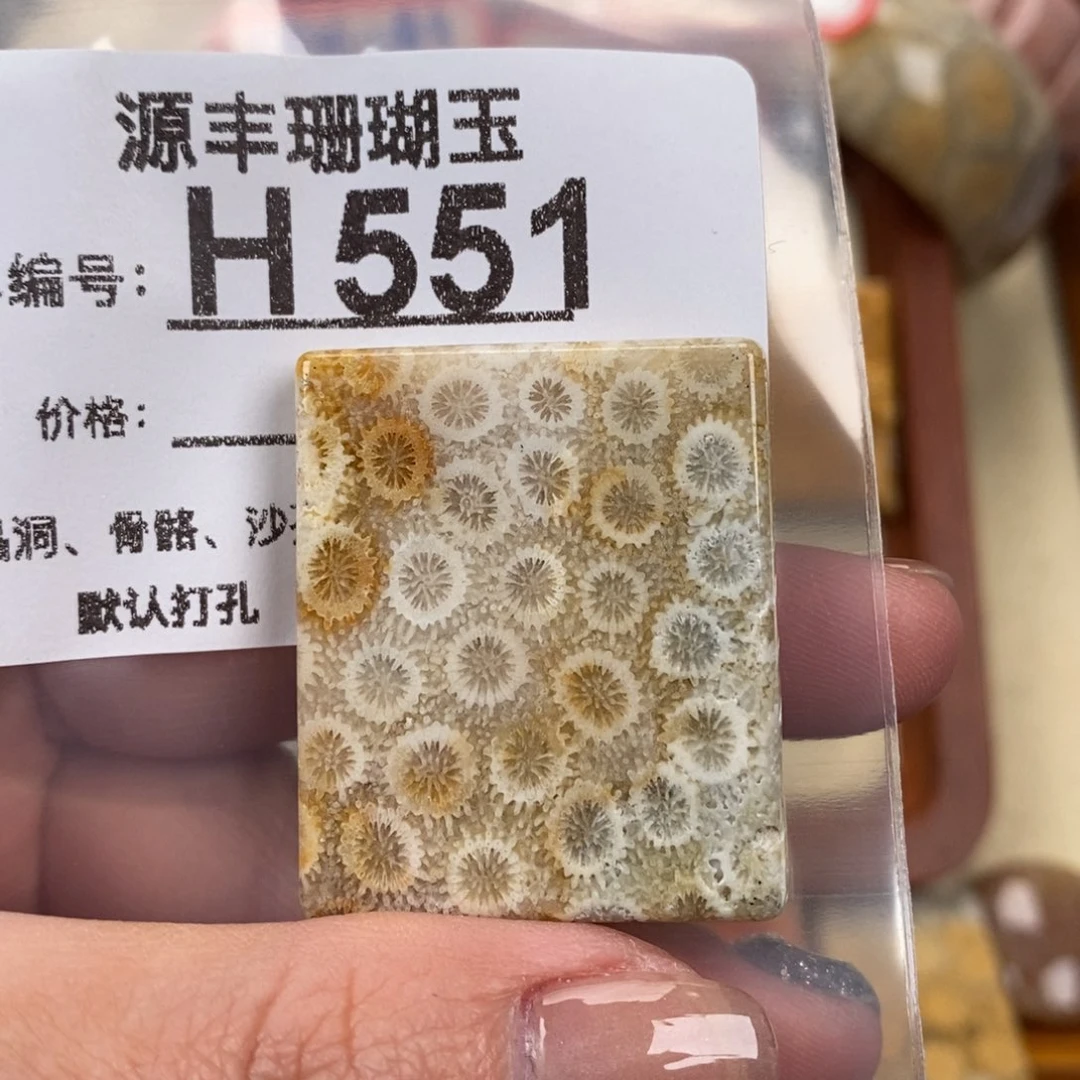 源丰珊瑚玉
编号: H551
价格:
洞、骨骼、沙
默认打孔